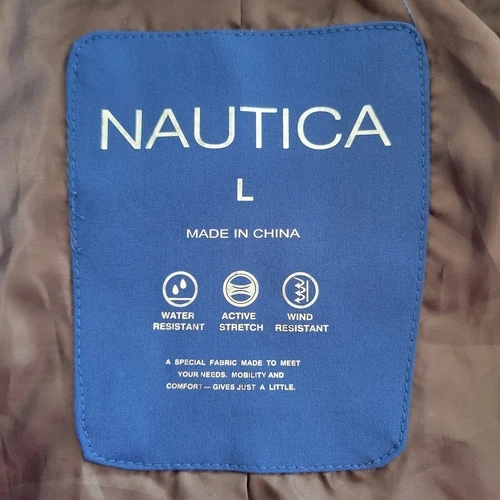 NAUTICA
L
MADE IN CHINA
WATER ACTIVE WIND
RESISTANT STRETCH RESISTANT
A SPECIAL FABRIC MADE TO MEET
YOUR NEEDS. MOBILITY AND
COMFORT— GIVES JUST A LITTLE.